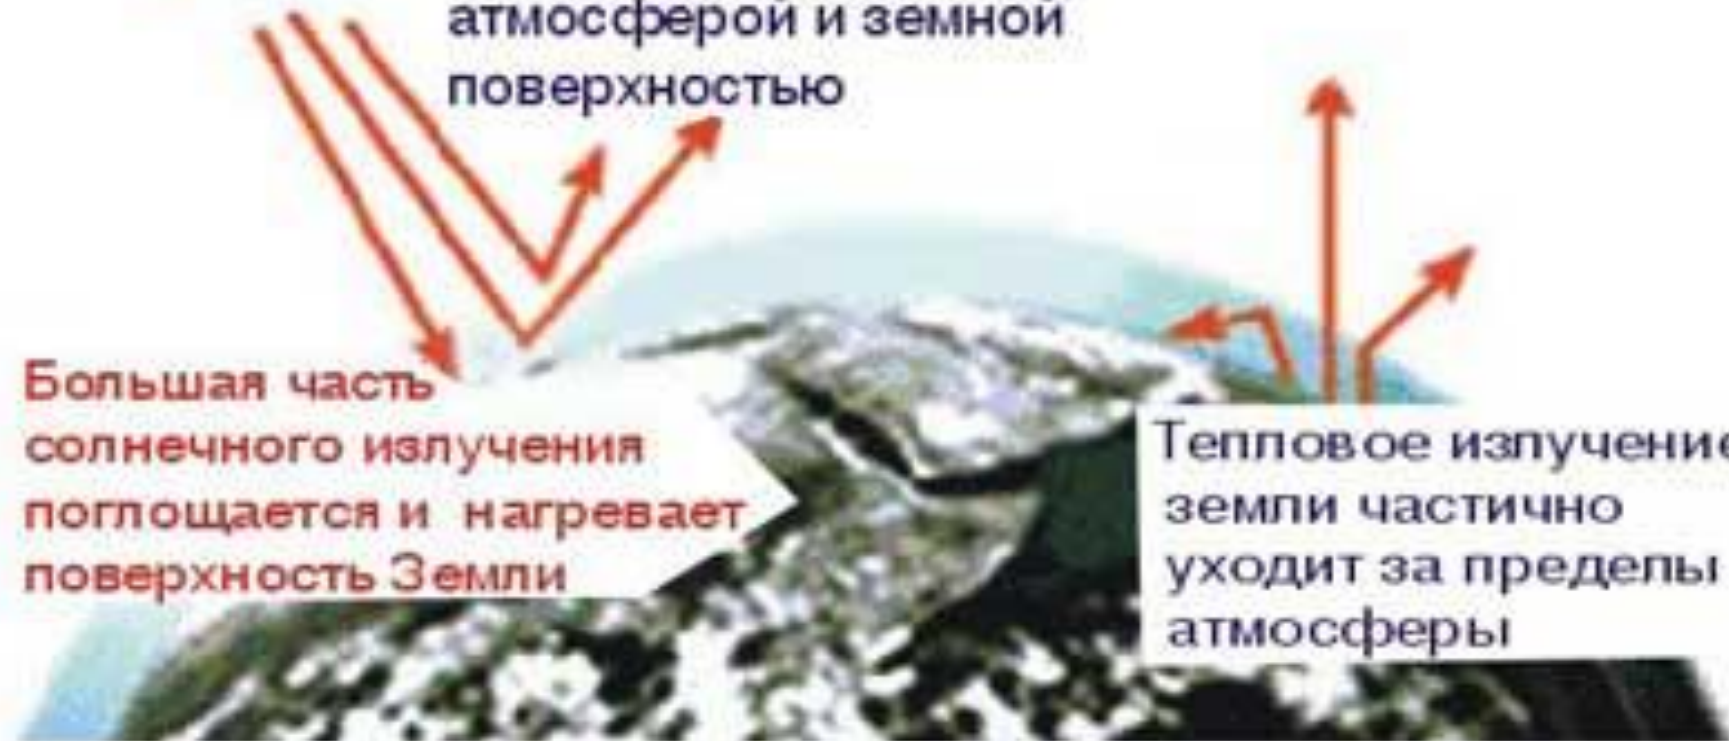 атмосферой и земной
поверхностью
Большая часть
солнечного излучения
поглощается и нагревает
поверхность Земли
Тепловое излучение
земли частично
уходит за пределы
атмосферы